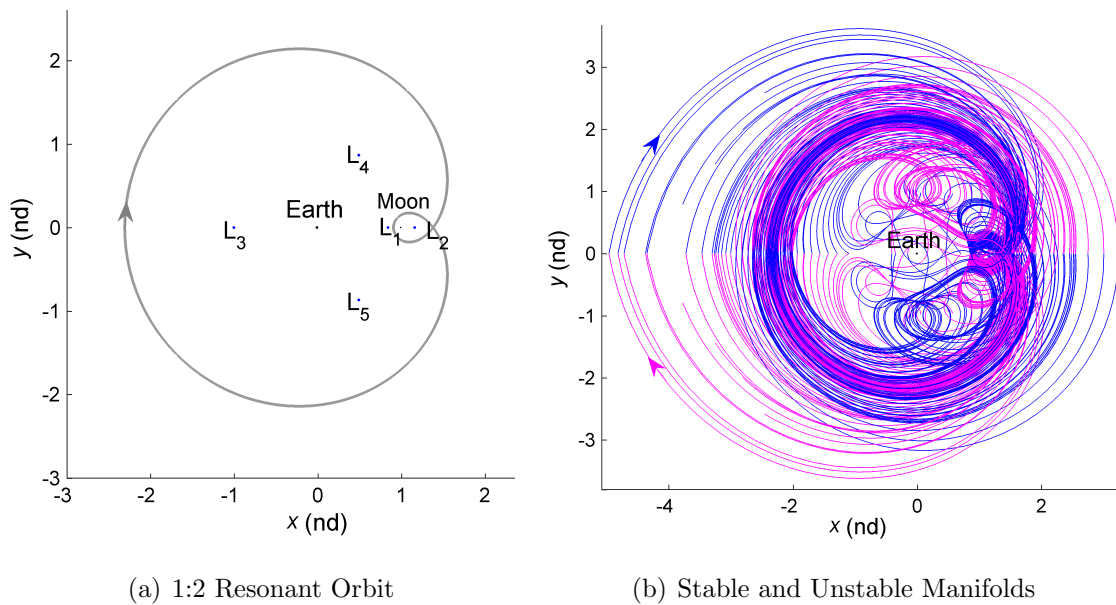 2
1
0
-1
-2
-3
y (nd)
-3
-2
-1
0
1
2
x (nd)
L4
Moon
Earth
L3
L1
L2
L5
(a) 1:2 Resonant Orbit
3
2
1
0
-1
-2
-3
y (nd)
-4
-2
0
2
x (nd)
Earth
(b) Stable and Unstable Manifolds